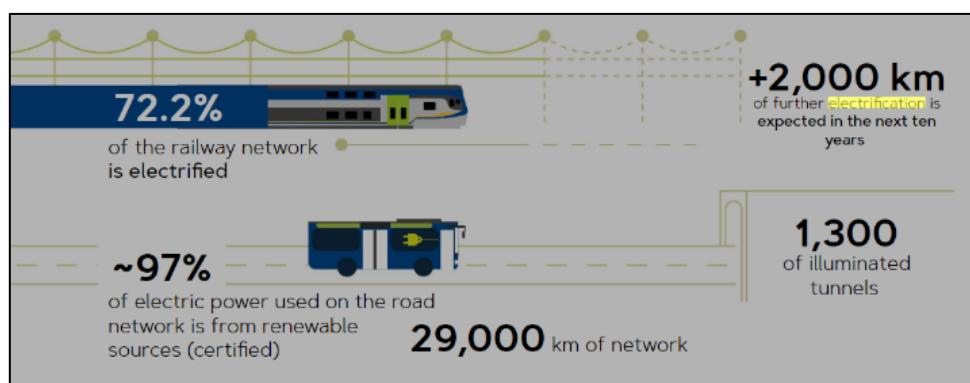 72.2%
of the railway network
is electrified
+2,000 km
of further electrification is
expected in the next ten
years
~97%
of electric power used on the road
network is from renewable
sources (certified)
29,000 km of network
1,300
of illuminated
tunnels